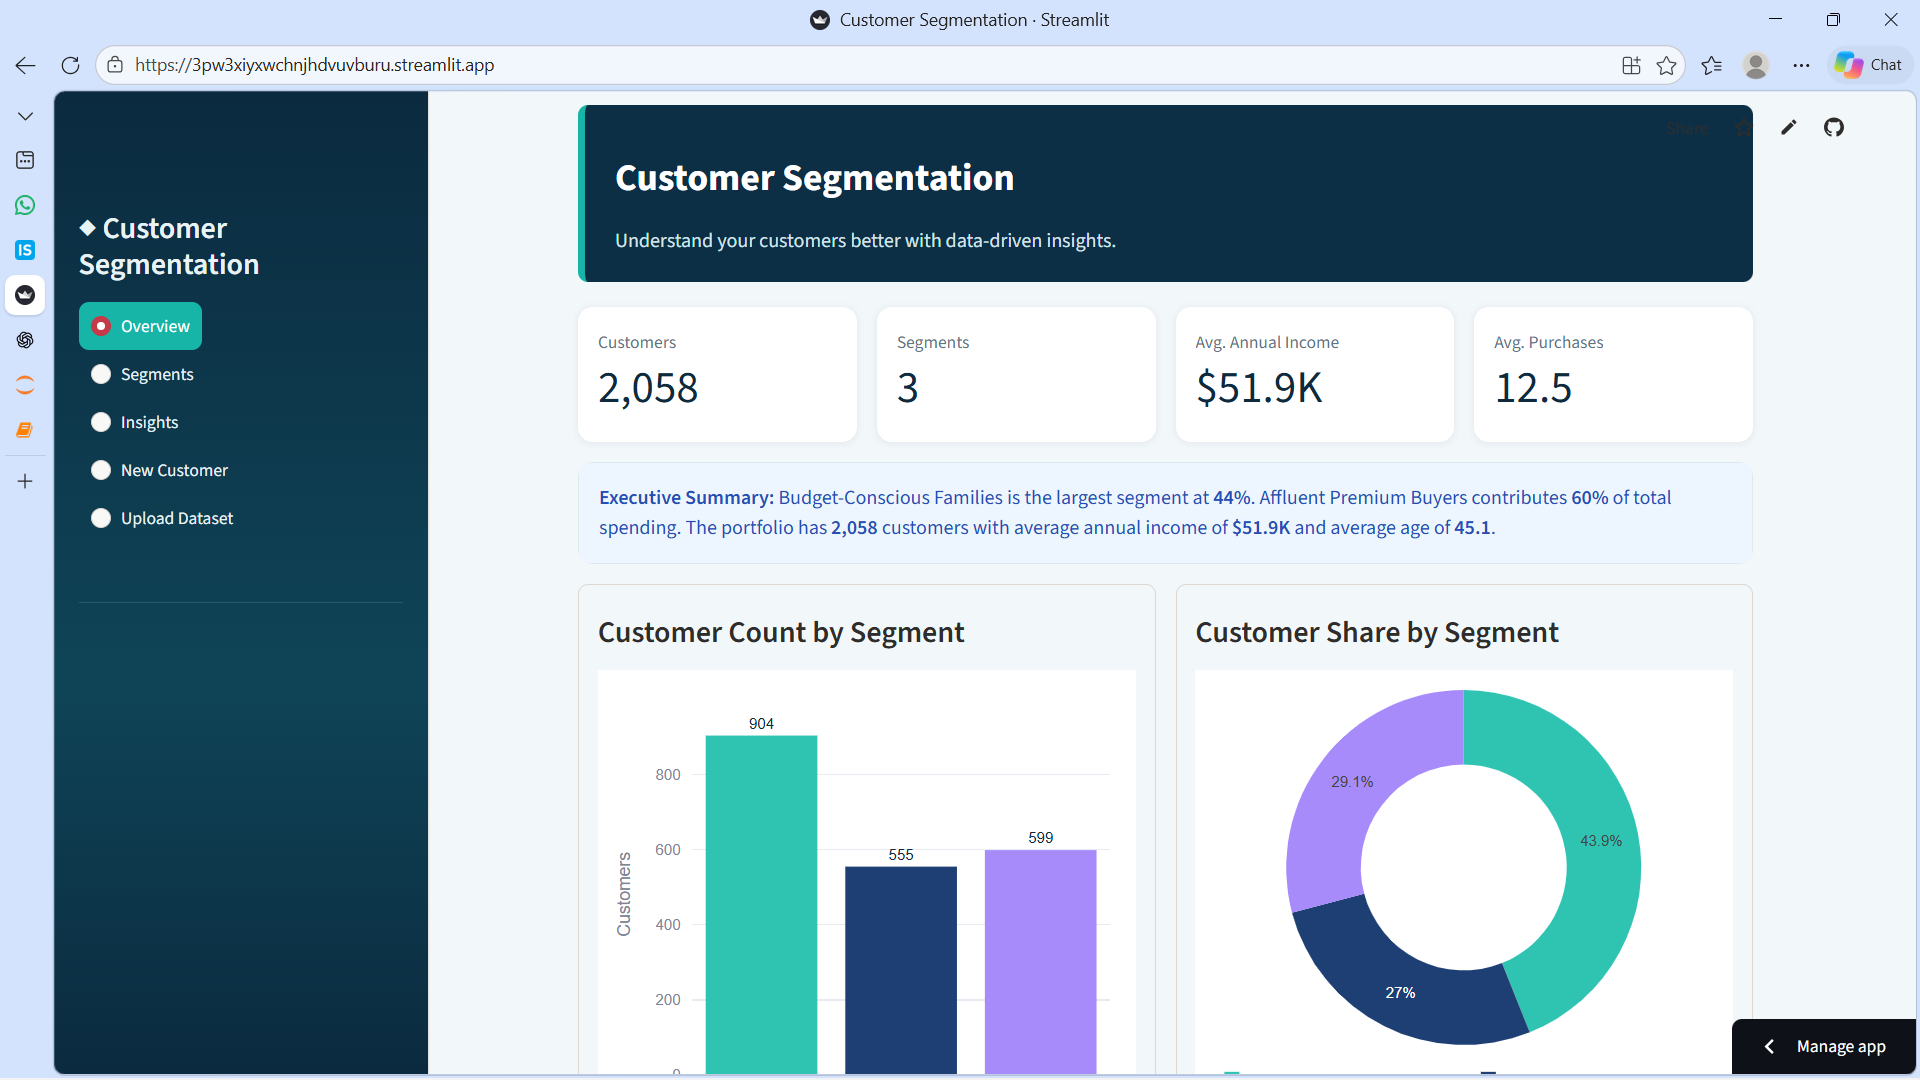 Customer Segmentation · Streamlit
https://3pw3xiyxwchnjhdvuvburu.streamlit.app
Chat
IS
Share
◆ Customer
Segmentation
Overview
Segments
Insights
New Customer
Upload Dataset
Customer Segmentation
Understand your customers better with data-driven insights.
Customers
2,058
Segments
3
Avg. Annual Income
$51.9K
Avg. Purchases
12.5
Executive Summary: Budget-Conscious Families is the largest segment at 44%. Affluent Premium Buyers contributes 60% of total
spending. The portfolio has 2,058 customers with average annual income of $51.9K and average age of 45.1.
Customer Count by Segment
904
555
599
800
600
400
200
0
Customers
Customer Share by Segment
29.1%
43.9%
27%
Manage app